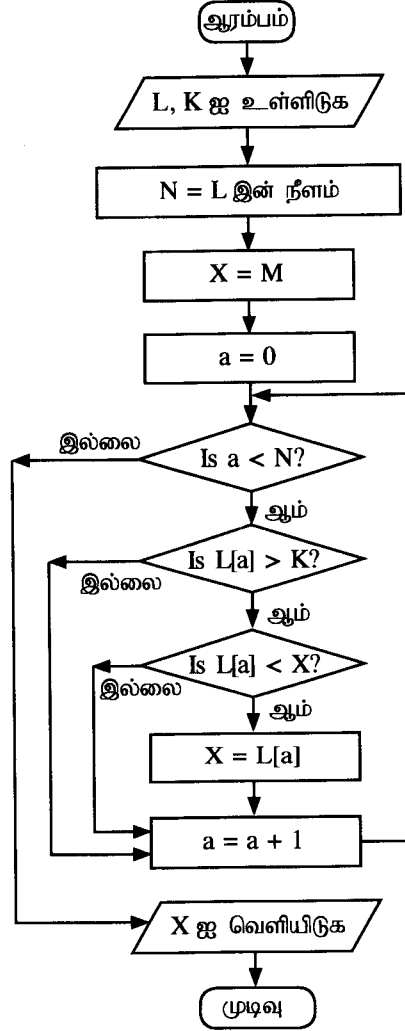 ஆரம்பம்
L, K ஐ உள்ளிடுக
N = L இன் நீளம்
X = M
a = 0
இல்லை
Is a < N?
ஆம்
Is L[a] > K?
இல்லை
ஆம்
Is L[a] < X?
இல்லை
ஆம்
X = L[a]
a = a + 1
X ஐ வெளியிடுக
முடிவு